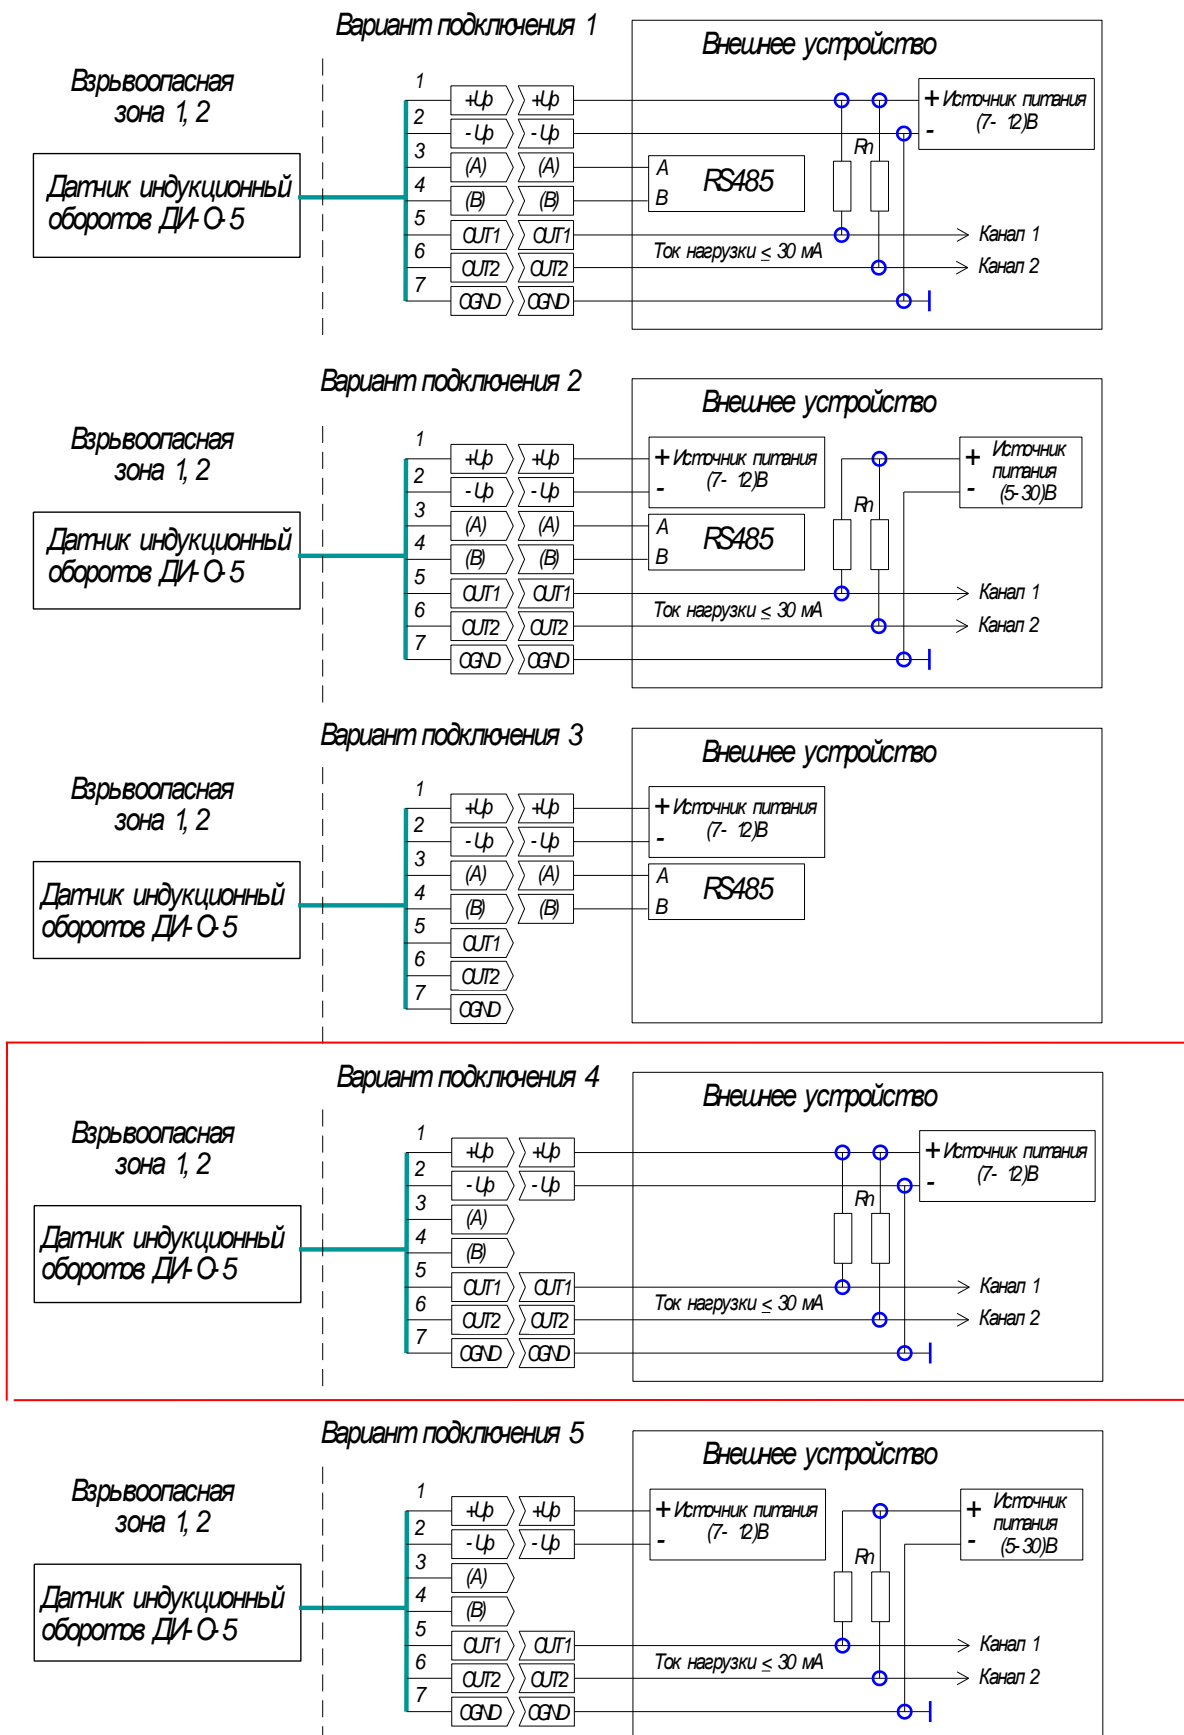 Вариант подключения 1
Внешнее устройство
Взрывоопасная
зона 1, 2
Датчик индукционный
оборотов ДИ-О-5
1 +Up +Up
2 -Up -Up
3 (A) (A)
4 (B) (B)
5 OUT1 OUT1
6 OUT2 OUT2
7 OGND OGND
A
B
RS485
Rn
+ Источник питания
(7- 12)В
-
Ток нагрузки ≤ 30 мА
Канал 1
Канал 2
Вариант подключения 2
Внешнее устройство
Взрывоопасная
зона 1, 2
Датчик индукционный
оборотов ДИ-О-5
1 +Up +Up
2 -Up -Up
3 (A) (A)
4 (B) (B)
5 OUT1 OUT1
6 OUT2 OUT2
7 OGND OGND
+ Источник питания
(7- 12)В
-
A
B
RS485
Rn
+ Источник
питания
- (5-30)В
Ток нагрузки ≤ 30 мА
Канал 1
Канал 2
Вариант подключения 3
Внешнее устройство
Взрывоопасная
зона 1, 2
Датчик индукционный
оборотов ДИ-О-5
1 +Up +Up
2 -Up -Up
3 (A) (A)
4 (B) (B)
5 OUT1
6 OUT2
7 OGND
+ Источник питания
(7- 12)В
-
A
B
RS485
Вариант подключения 4
Внешнее устройство
Взрывоопасная
зона 1, 2
Датчик индукционный
оборотов ДИ-О-5
1 +Up +Up
2 -Up -Up
3 (A)
4 (B)
5 OUT1 OUT1
6 OUT2 OUT2
7 OGND OGND
Rn
+ Источник питания
(7- 12)В
-
Ток нагрузки ≤ 30 мА
Канал 1
Канал 2
Вариант подключения 5
Внешнее устройство
Взрывоопасная
зона 1, 2
Датчик индукционный
оборотов ДИ-О-5
1 +Up +Up
2 -Up -Up
3 (A)
4 (B)
5 OUT1 OUT1
6 OUT2 OUT2
7 OGND OGND
+ Источник питания
(7- 12)В
-
Rn
+ Источник
питания
- (5-30)В
Ток нагрузки ≤ 30 мА
Канал 1
Канал 2